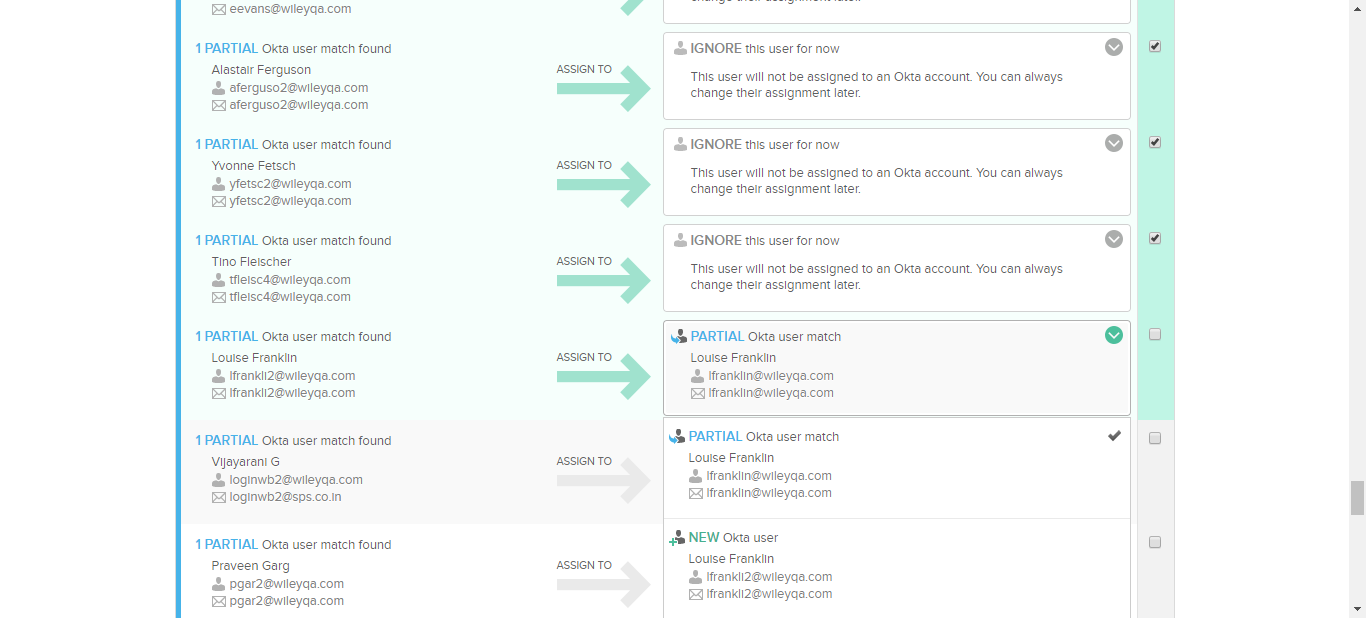 eevans@wileyqa.com
change their assignment later.
1 PARTIAL Okta user match found
Alastair Ferguson
aferguso2@wileyqa.com
aferguso2@wileyqa.com
ASSIGN TO
IGNORE this user for now
This user will not be assigned to an Okta account. You can always
change their assignment later.
1 PARTIAL Okta user match found
Yvonne Fetsch
yfetsc2@wileyqa.com
yfetsc2@wileyqa.com
ASSIGN TO
IGNORE this user for now
This user will not be assigned to an Okta account. You can always
change their assignment later.
1 PARTIAL Okta user match found
Tino Fleischer
tfleisc4@wileyqa.com
tfleisc4@wileyqa.com
ASSIGN TO
IGNORE this user for now
This user will not be assigned to an Okta account. You can always
change their assignment later.
1 PARTIAL Okta user match found
Louise Franklin
lfrankli2@wileyqa.com
lfrankli2@wileyqa.com
ASSIGN TO
PARTIAL Okta user match
Louise Franklin
lfranklin@wileyqa.com
lfranklin@wileyqa.com
1 PARTIAL Okta user match found
Vijayarani G
loginwb2@wileyqa.com
loginwb2@sps.co.in
ASSIGN TO
PARTIAL Okta user match
Louise Franklin
lfranklin@wileyqa.com
lfranklin@wileyqa.com
1 PARTIAL Okta user match found
Praveen Garg
pgar2@wileyqa.com
pgar2@wileyqa.com
ASSIGN TO
NEW Okta user
Louise Franklin
lfrankli2@wileyqa.com
lfrankli2@wileyqa.com